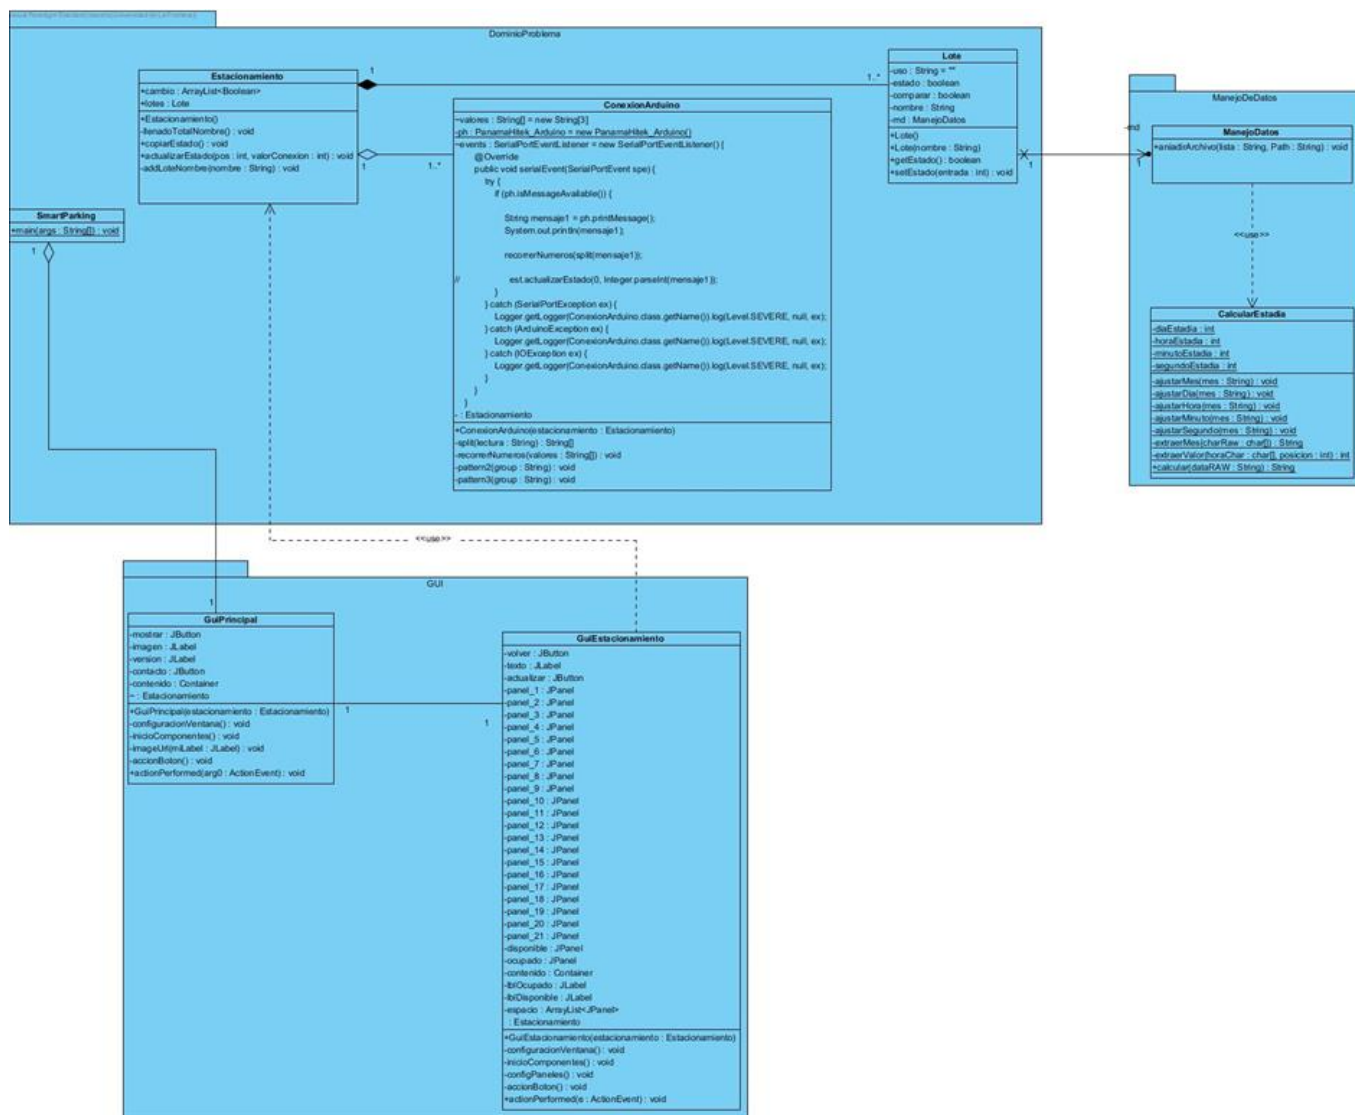 DominioProblema
Estacionamiento
+cambio : ArrayList<Boolean>
+lotes : Lote
+Estacionamiento()
-llenadoTotalNombre() : void
+copiarEstado() : void
+actualizarEstado(pos : int, valorConexion : int) : void
-addLoteNombre(nombre : String) : void
1
1..*
1
1..*
Lote
-uso : String = ""
-estado : boolean
-comparar : boolean
-nombre : String
-md : ManejoDatos
+Lote()
+Lote(nombre : String)
+getEstado() : boolean
+setEstado(entrada : int) : void
ConexionArduino
~valores : String[] = new String[3]
-ph : PanamaHitek_Arduino = new PanamaHitek_Arduino()
~events : SerialPortEventListener = new SerialPortEventListener() {
@Override
public void serialEvent(SerialPortEvent spe) {
try {
if (ph.isMessageAvailable()) {
String mensaje1 = ph.printMessage();
System.out.println(mensaje1);
recorrerNumeros(split(mensaje1));
// est.actualizarEstado(0, Integer.parseInt(mensaje1));
}
} catch (SerialPortException ex) {
Logger.getLogger(ConexionArduino.class.getName()).log(Level.SEVERE, null, ex);
} catch (ArduinoException ex) {
Logger.getLogger(ConexionArduino.class.getName()).log(Level.SEVERE, null, ex);
} catch (IOException ex) {
Logger.getLogger(ConexionArduino.class.getName()).log(Level.SEVERE, null, ex);
}
}
}
- : Estacionamiento
+ConexionArduino(estacionamiento : Estacionamiento)
-split(lectura : String) : String[]
-recorrerNumeros(valores : String[]) : void
-pattern2(group : String) : void
-pattern3(group : String) : void
SmartParking
+main(args : String[]) : void
1
ManejoDeDatos
-md
1
1
ManejoDatos
+aniadirArchivo(lista : String, Path : String) : void
<<use>>
CalcularEstadia
-diaEstadia : int
-horaEstadia : int
-minutoEstadia : int
-segundoEstadia : int
-ajustarMes(mes : String) : void
-ajustarDia(mes : String) : void
-ajustarHora(mes : String) : void
-ajustarMinuto(mes : String) : void
-ajustarSegundo(mes : String) : void
-extraerMes(charRaw : char[]) : String
-extraerValor(horaChar : char[], posicion : int) : int
+calcular(dataRAW : String) : String
<<use>>
GUI
1
GuiPrincipal
-mostrar : JButton
-imagen : JLabel
-version : JLabel
-contacto : JButton
-contenido : Container
~ : Estacionamiento
+GuiPrincipal(estacionamiento : Estacionamiento)
-configuracionVentana() : void
-inicioComponentes() : void
-imageUrl(miLabel : JLabel) : void
-accionBoton() : void
+actionPerformed(arg0 : ActionEvent) : void
1
1
GuiEstacionamiento
-volver : JButton
-texto : JLabel
-actualizar : JButton
-panel_1 : JPanel
-panel_2 : JPanel
-panel_3 : JPanel
-panel_4 : JPanel
-panel_5 : JPanel
-panel_6 : JPanel
-panel_7 : JPanel
-panel_8 : JPanel
-panel_9 : JPanel
-panel_10 : JPanel
-panel_11 : JPanel
-panel_12 : JPanel
-panel_13 : JPanel
-panel_14 : JPanel
-panel_15 : JPanel
-panel_16 : JPanel
-panel_17 : JPanel
-panel_18 : JPanel
-panel_19 : JPanel
-panel_20 : JPanel
-panel_21 : JPanel
-disponible : JPanel
-ocupado : JPanel
-contenido : Container
-lblOcupado : JLabel
-lblDisponible : JLabel
-espacio : ArrayList<JPanel>
: Estacionamiento
+GuiEstacionamiento(estacionamiento : Estacionamiento)
-configuracionVentana() : void
-inicioComponentes() : void
-configPaneles() : void
-accionBoton() : void
+actionPerformed(e : ActionEvent) : void